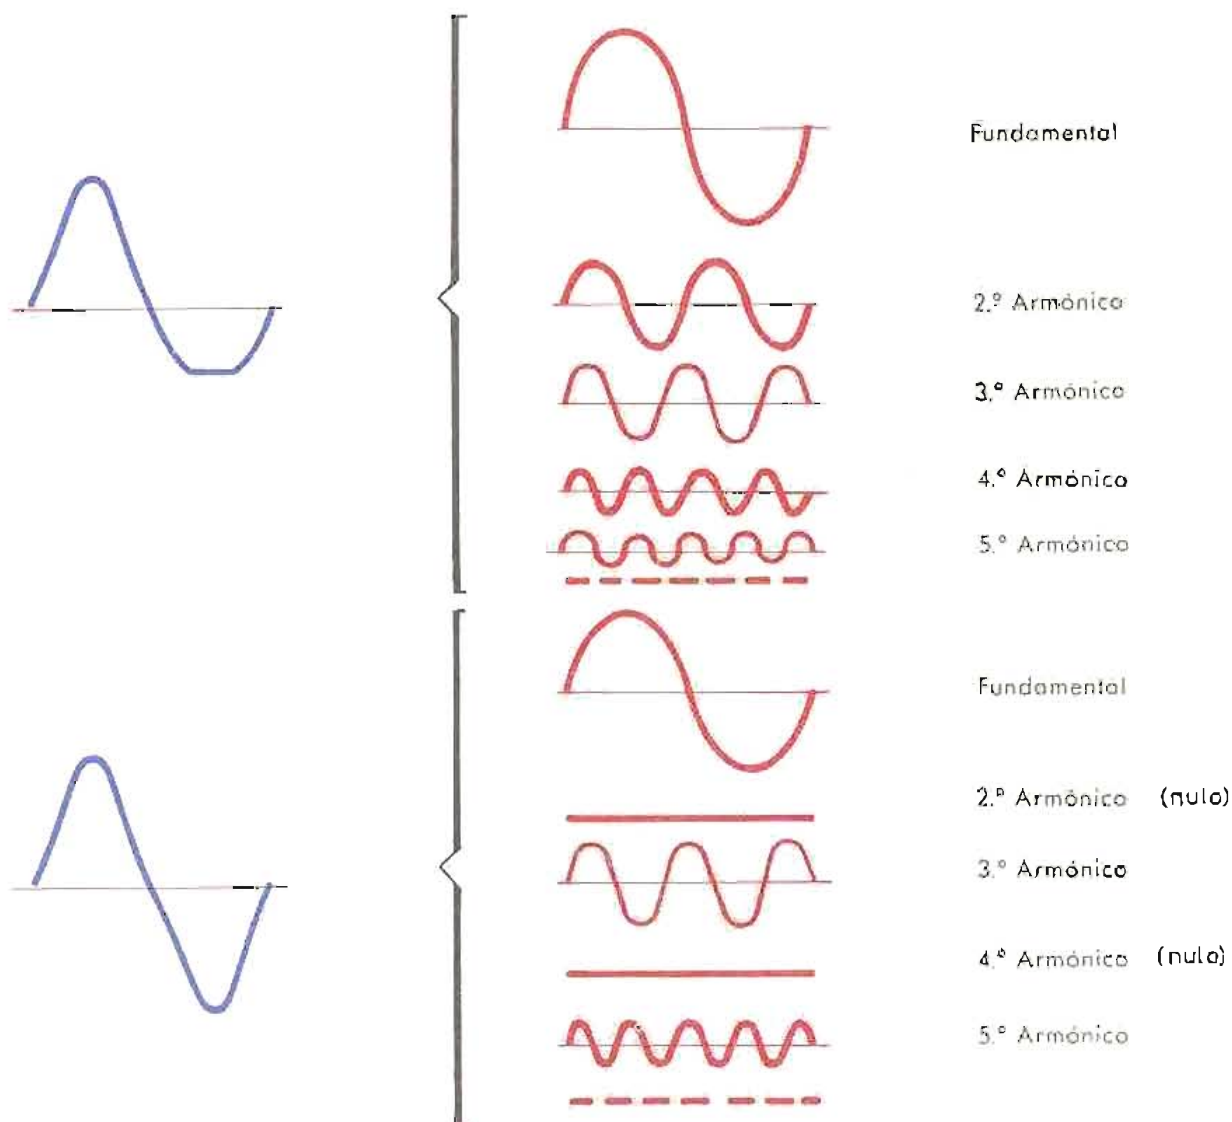 Fundamental
2.º Armónico
3.º Armónico
4.º Armónico
5.º Armónico
Fundamental
2.º Armónico (nulo)
3.º Armónico
4.º Armónico (nulo)
5.º Armónico